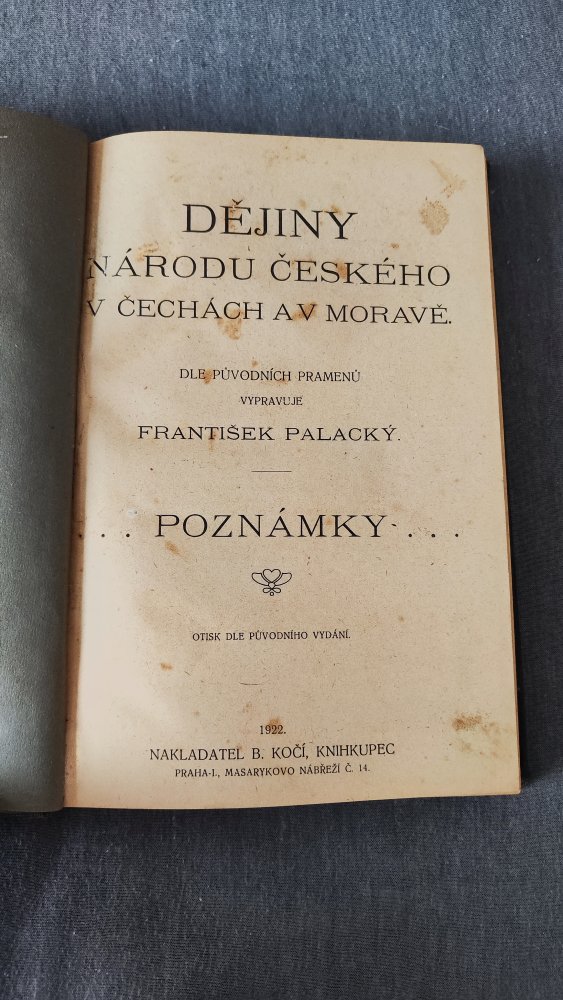 DĚJINY
NÁRODU ČESKÉHO
V ČECHÁCH A V MORAVĚ.
DLE PŮVODNÍCH PRAMENŮ
VYPRAVUJE
FRANTIŠEK PALACKÝ.
. . POZNÁMKY . . .
OTISK DLE PŮVODNÍHO VYDÁNÍ.
1922.
NAKLADATEL B. KOČÍ, KNIHKUPEC
PRAHA-I., MASARYKOVO NÁBŘEŽÍ Č. 14.